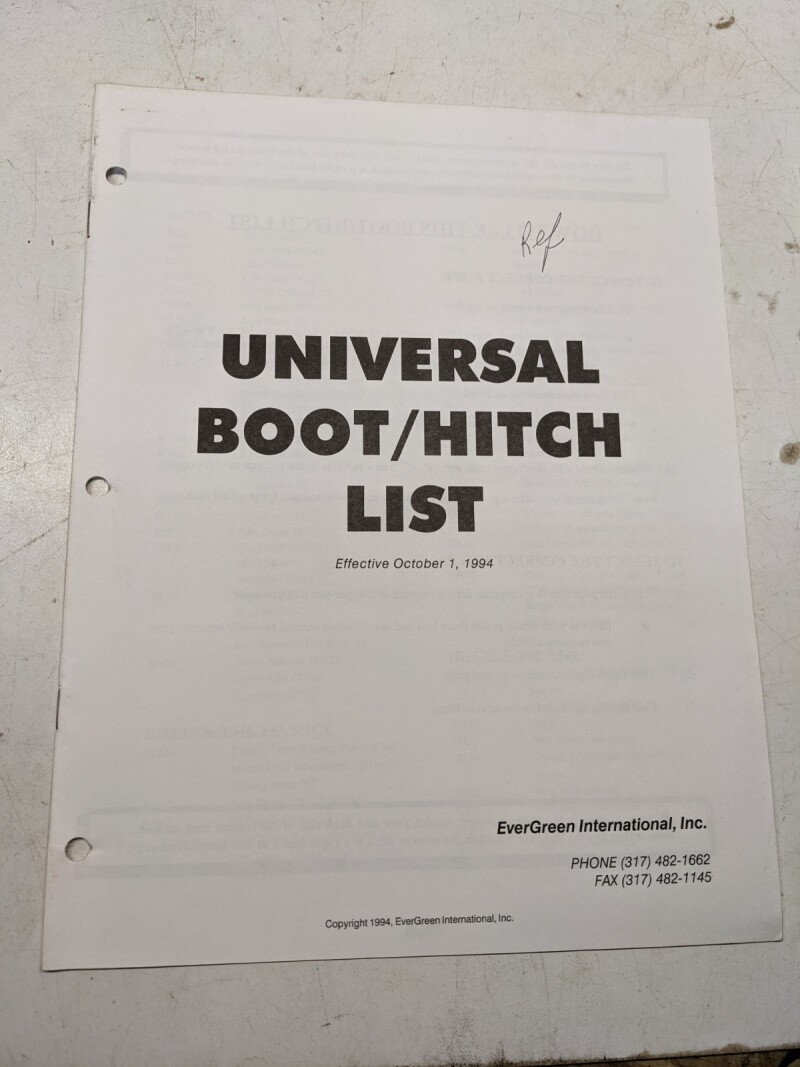 Ref
UNIVERSAL
BOOT/HITCH
LIST
Effective October 1, 1994
EverGreen International, Inc.
PHONE (317) 482-1662
FAX (317) 482-1145
Copyright 1994, EverGreen International, Inc.